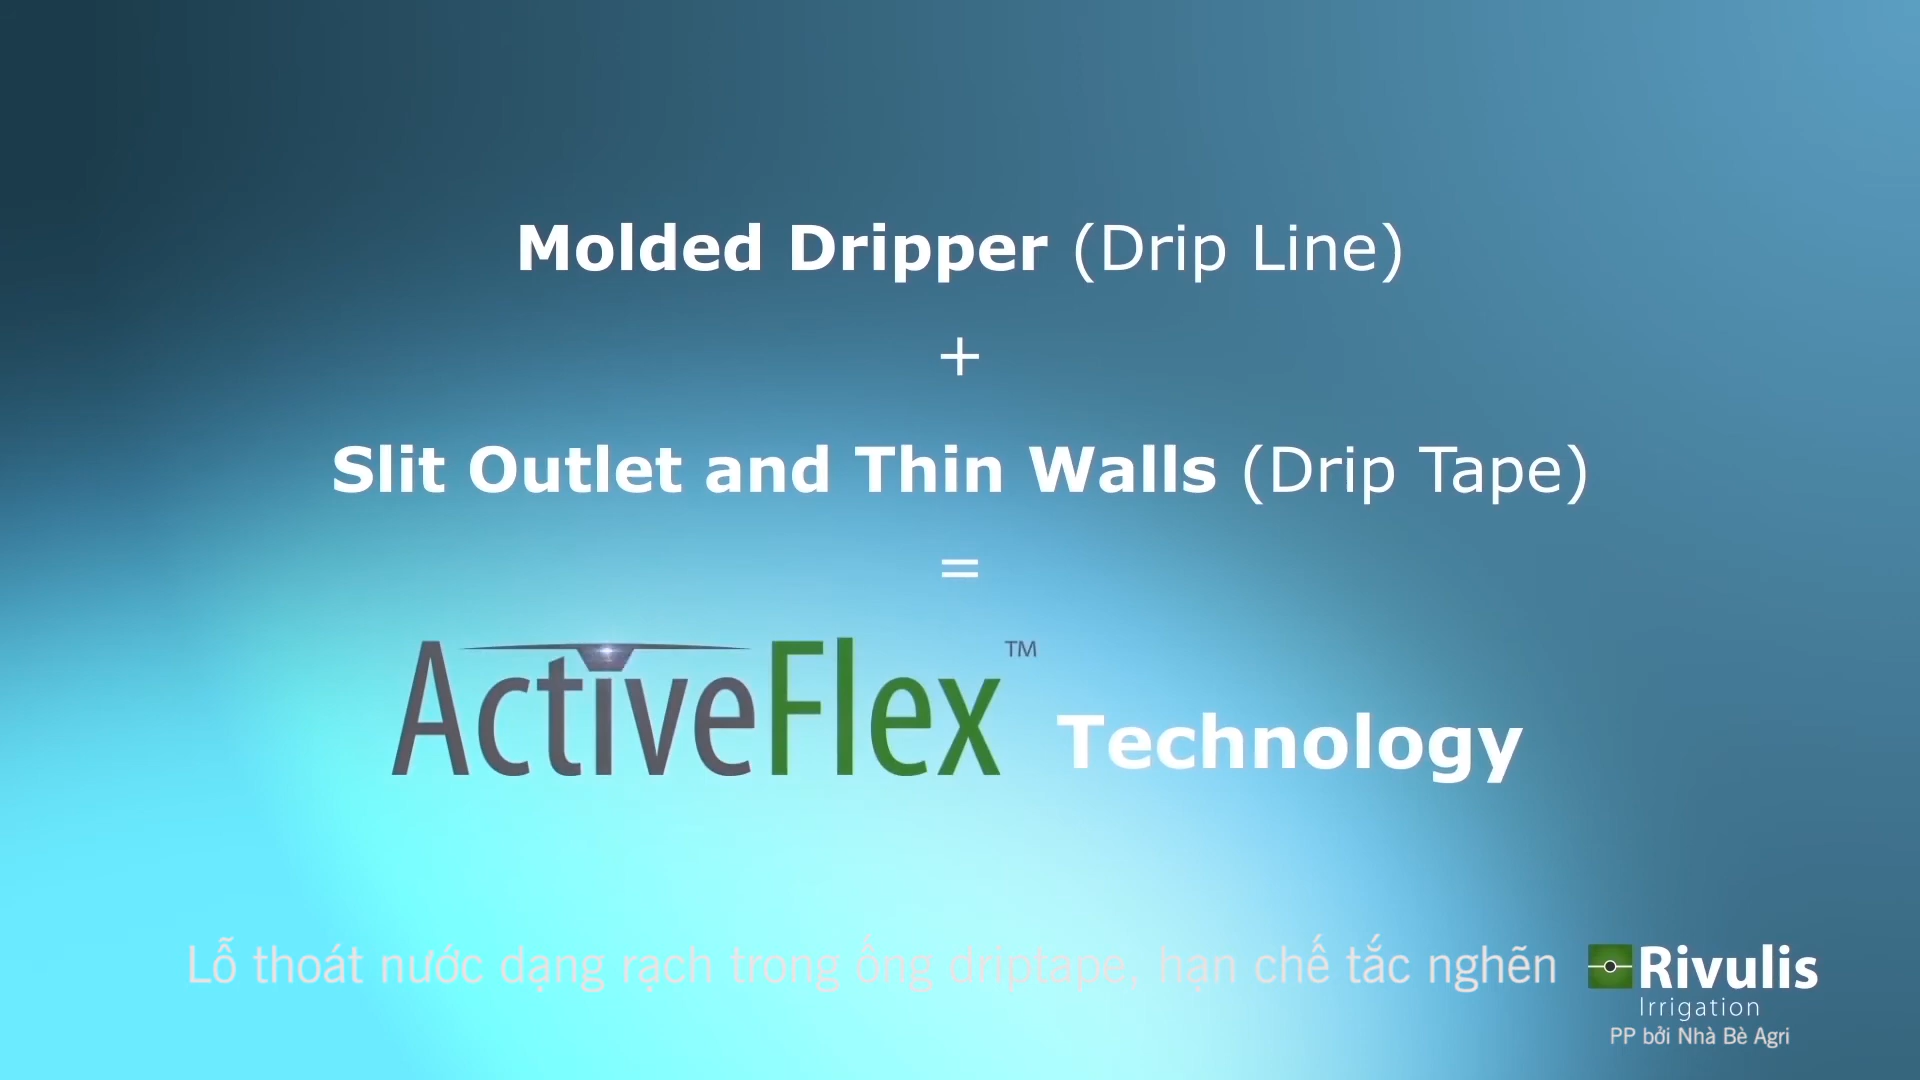 Molded Dripper (Drip Line)
+
Slit Outlet and Thin Walls (Drip Tape)
=
ActiveFlex™ Technology
Lỗ thoát nước dạng rạch trong ống driptape, hạn chế tắc nghẽn
Rivulis
Irrigation
PP bởi Nhà Bè Agri